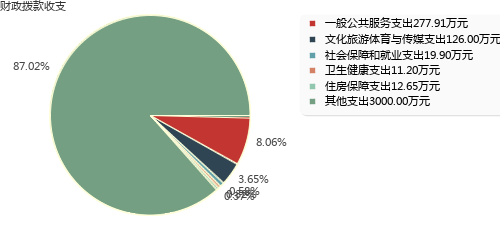 财政拨款收支
一般公共服务支出277.91万元
文化旅游体育与传媒支出126.00万元
社会保障和就业支出19.90万元
卫生健康支出11.20万元
住房保障支出12.65万元
其他支出3000.00万元
87.02%
8.06%
3.65%
0.58%
0.37%